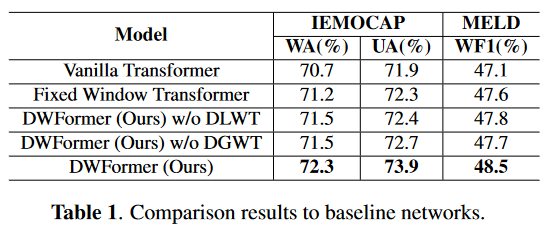 Model IEMOCAP MELD
WA(%) UA(%) WF1(%)
Vanilla Transformer 70.7 71.9 47.1
Fixed Window Transformer 71.2 72.3 47.6
DWFormer (Ours) w/o DLWT 71.5 72.4 47.8
DWFormer (Ours) w/o DGWT 71.5 72.7 47.7
DWFormer (Ours) 72.3 73.9 48.5
Table 1. Comparison results to baseline networks.